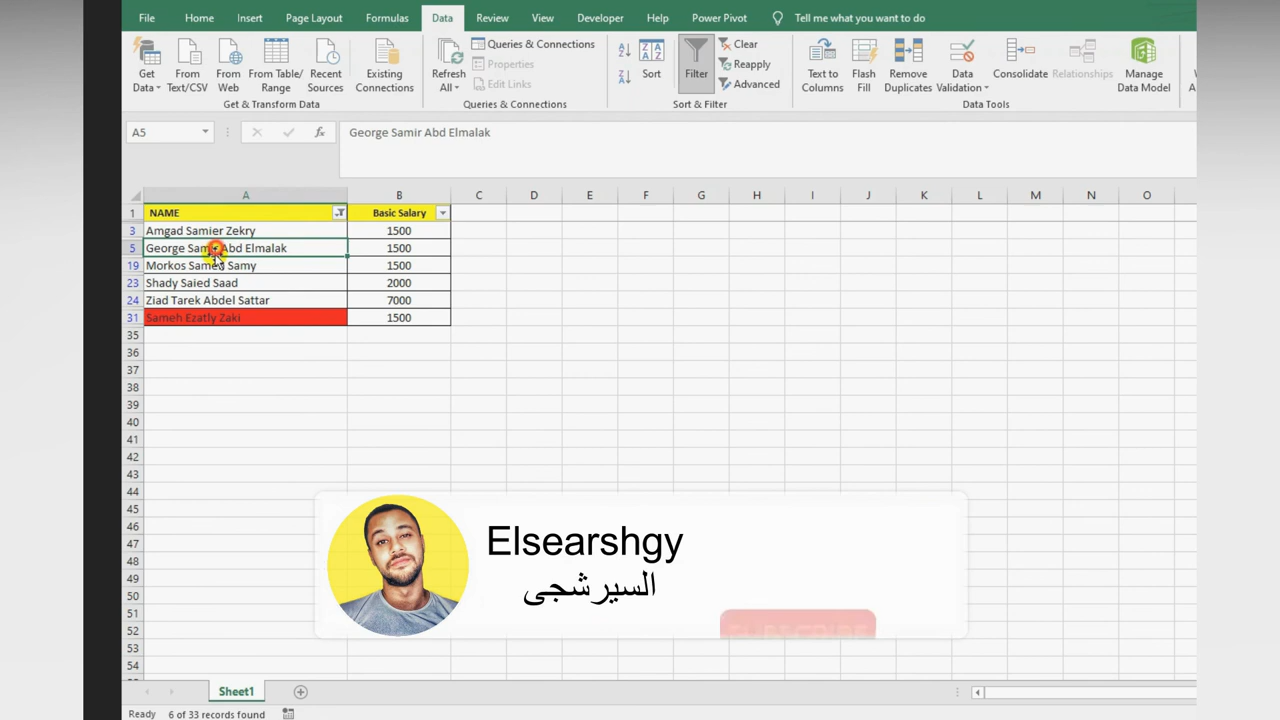 File Home Insert Page Layout Formulas Data Review View Developer Help Power Pivot Tell me what you want to do
Get Data
From Text/CSV
From Web
From Table/ Range
Recent Sources
Existing Connections
Refresh All
Queries & Connections
Properties
Edit Links
Sort
Filter
Clear
Reapply
Advanced
Text to Columns
Flash Fill
Remove Duplicates
Data Validation
Consolidate
Relationships
Manage Data Model
Get & Transform Data Queries & Connections Sort & Filter Data Tools
A5 fx George Samir Abd Elmalak
A B C D E F G H I J K L M N O
1 NAME Basic Salary
3 Amgad Samier Zekry 1500
5 George Samir Abd Elmalak 1500
19 Morkos Samed Samy 1500
23 Shady Saied Saad 2000
24 Ziad Tarek Abdel Sattar 7000
31 Sameh Ezatly Zaki 1500
35
36
37
38
39
40
41
42
43
44
45
46
47
48
49
50
51
52
53
54
Elsearshgy
السيرشجى
Sheet1
Ready 6 of 33 records found